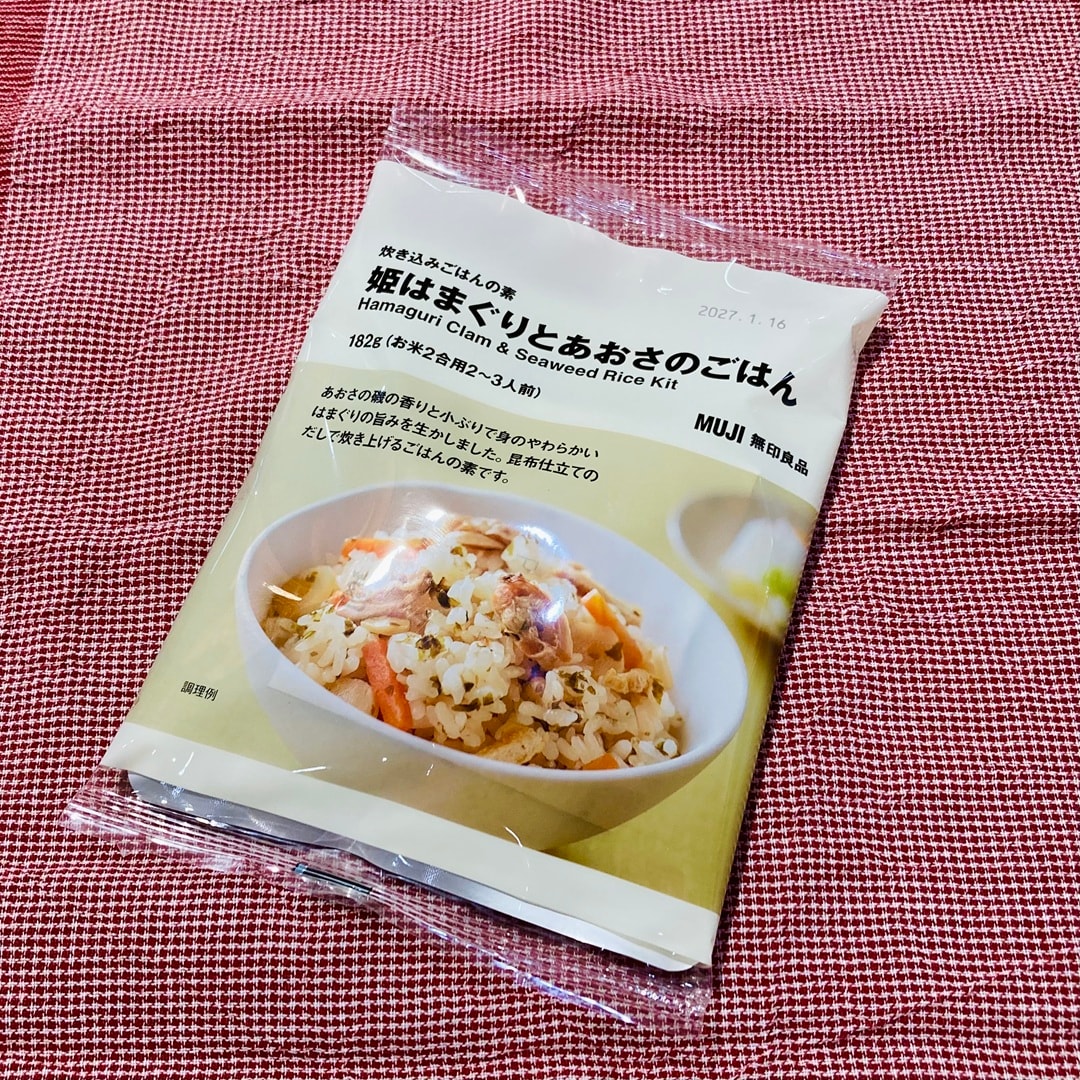 炊き込みごはんの素
姫はまぐりとあおさのごはん
Hamaguri Clam & Seaweed Rice Kit
182g(お米2合用2〜3人前)
2027. 1. 16
MUJI 無印良品
あおさの磯の香りと小ぶりで身のやわらかい
はまぐりの旨みを生かしました。昆布仕立ての
だしで炊き上げるごはんの素です。
調理例